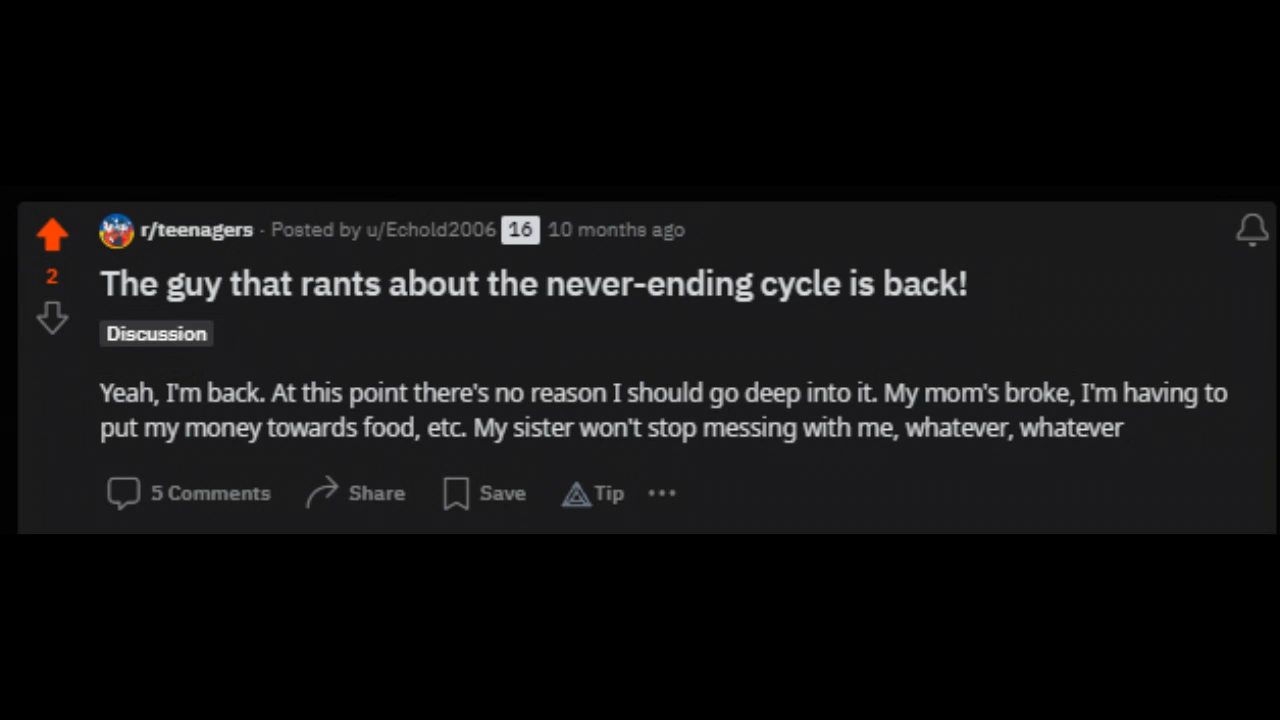 r/teenagers · Posted by u/Echold2006 16 10 months ago
2
The guy that rants about the never-ending cycle is back!
Discussion
Yeah, I'm back. At this point there's no reason I should go deep into it. My mom's broke, I'm having to
put my money towards food, etc. My sister won't stop messing with me, whatever, whatever
5 Comments Share Save Tip ···